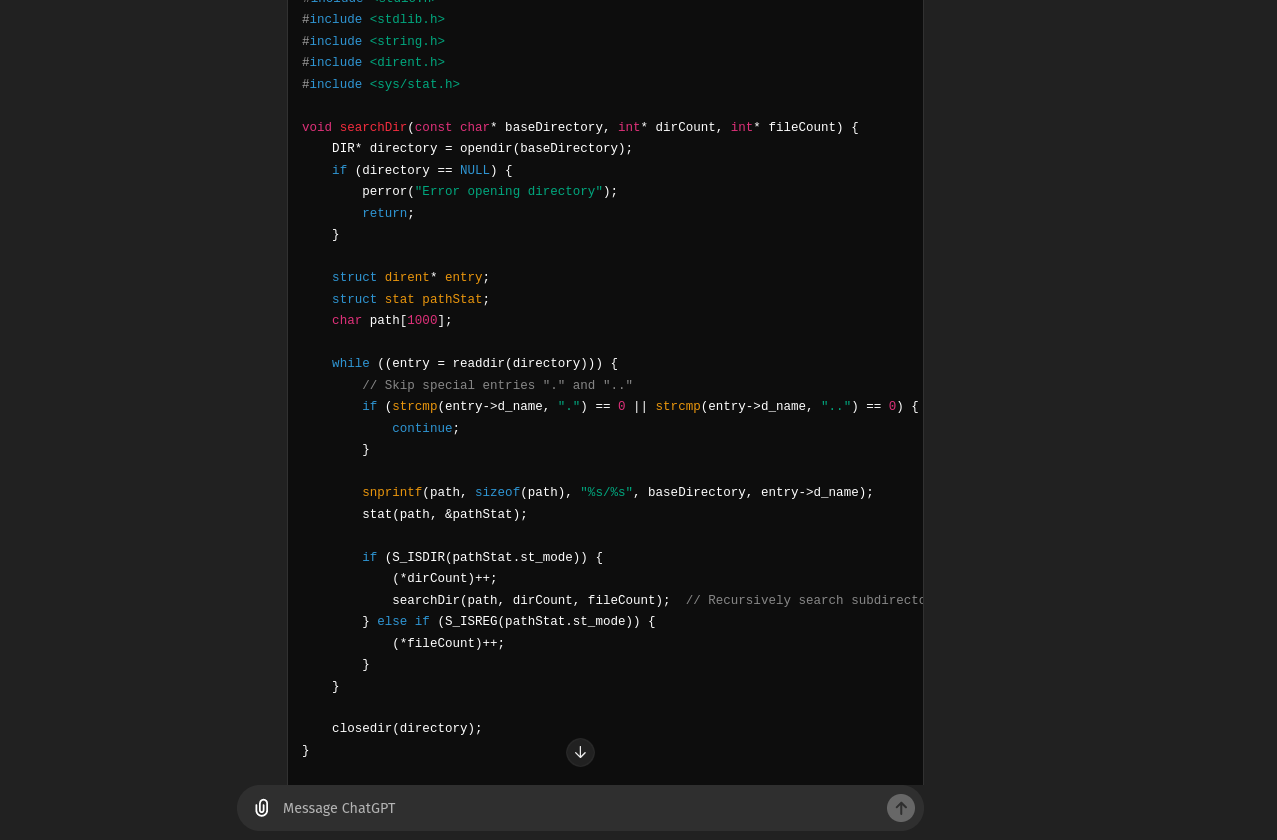 #include <stdio.h>
#include <stdlib.h>
#include <string.h>
#include <dirent.h>
#include <sys/stat.h>

void searchDir(const char* baseDirectory, int* dirCount, int* fileCount) {
    DIR* directory = opendir(baseDirectory);
    if (directory == NULL) {
        perror("Error opening directory");
        return;
    }

    struct dirent* entry;
    struct stat pathStat;
    char path[1000];

    while ((entry = readdir(directory))) {
        // Skip special entries "." and ".."
        if (strcmp(entry->d_name, ".") == 0 || strcmp(entry->d_name, "..") == 0) {
            continue;
        }

        snprintf(path, sizeof(path), "%s/%s", baseDirectory, entry->d_name);
        stat(path, &pathStat);

        if (S_ISDIR(pathStat.st_mode)) {
            (*dirCount)++;
            searchDir(path, dirCount, fileCount);  // Recursively search subdirecto
        } else if (S_ISREG(pathStat.st_mode)) {
            (*fileCount)++;
        }
    }

    closedir(directory);
}
Message ChatGPT